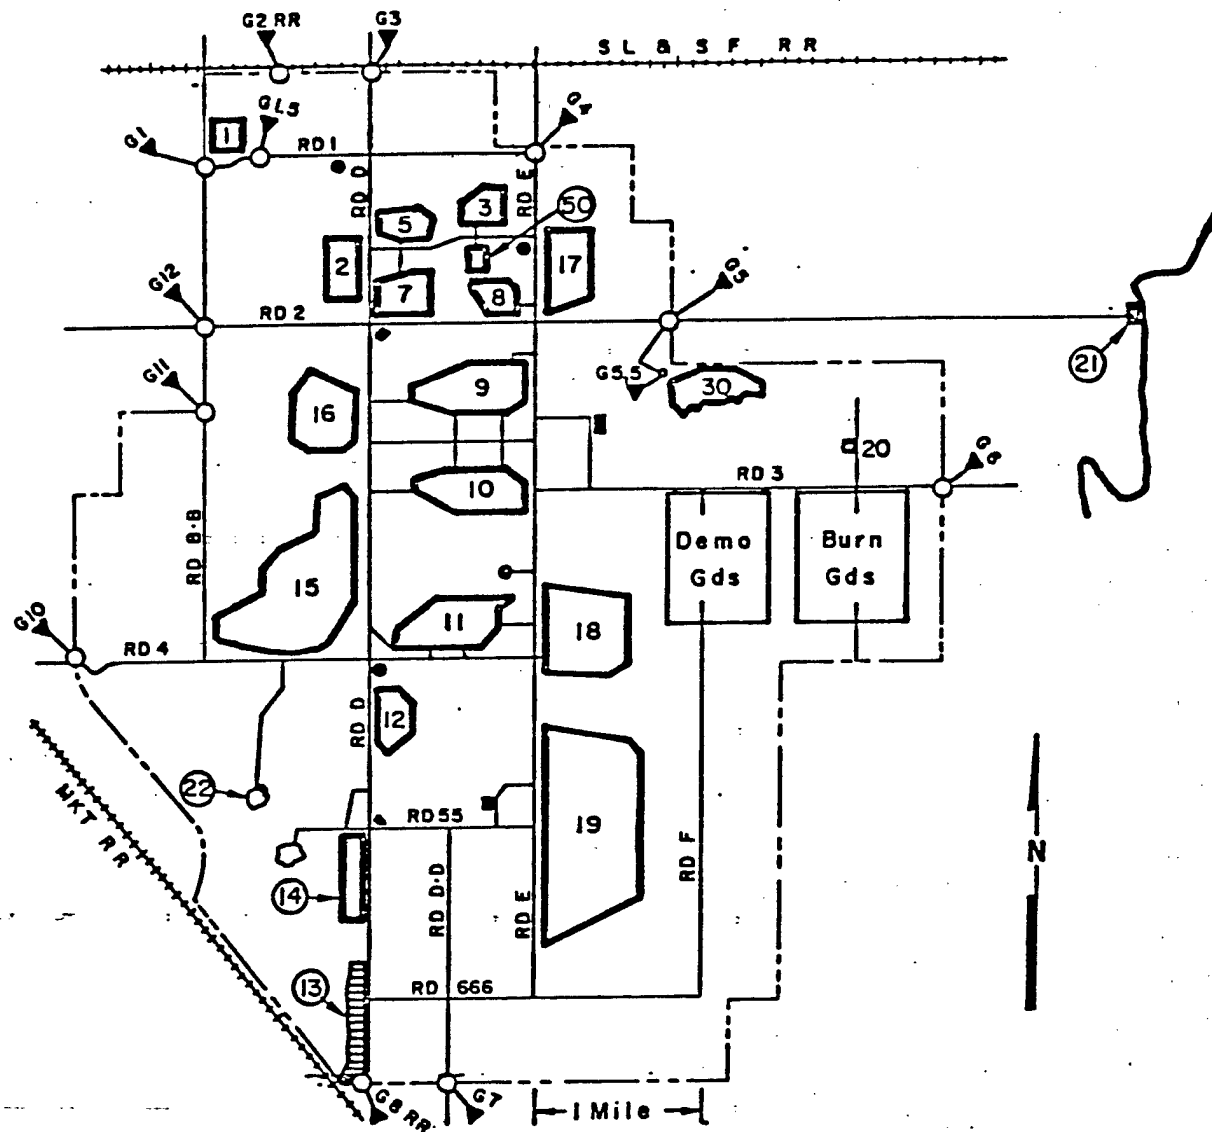 G2 RR
G3
SL & SF RR
G1
1
GL5
RD 1
G4
RD D
RD E
5
3
50
2
7
8
17
G12
RD 2
G5
21
G11
16
9
G5.5
30
20
10
RD 3
G6
RD B-B
15
Demo
Gds
Burn
Gds
11
18
G10
RD 4
RD D
12
22
MKT RR
RD 55
19
N
14
RD D-D
RD E
RD F
13
RD 666
G8 RR
G7
1 Mile